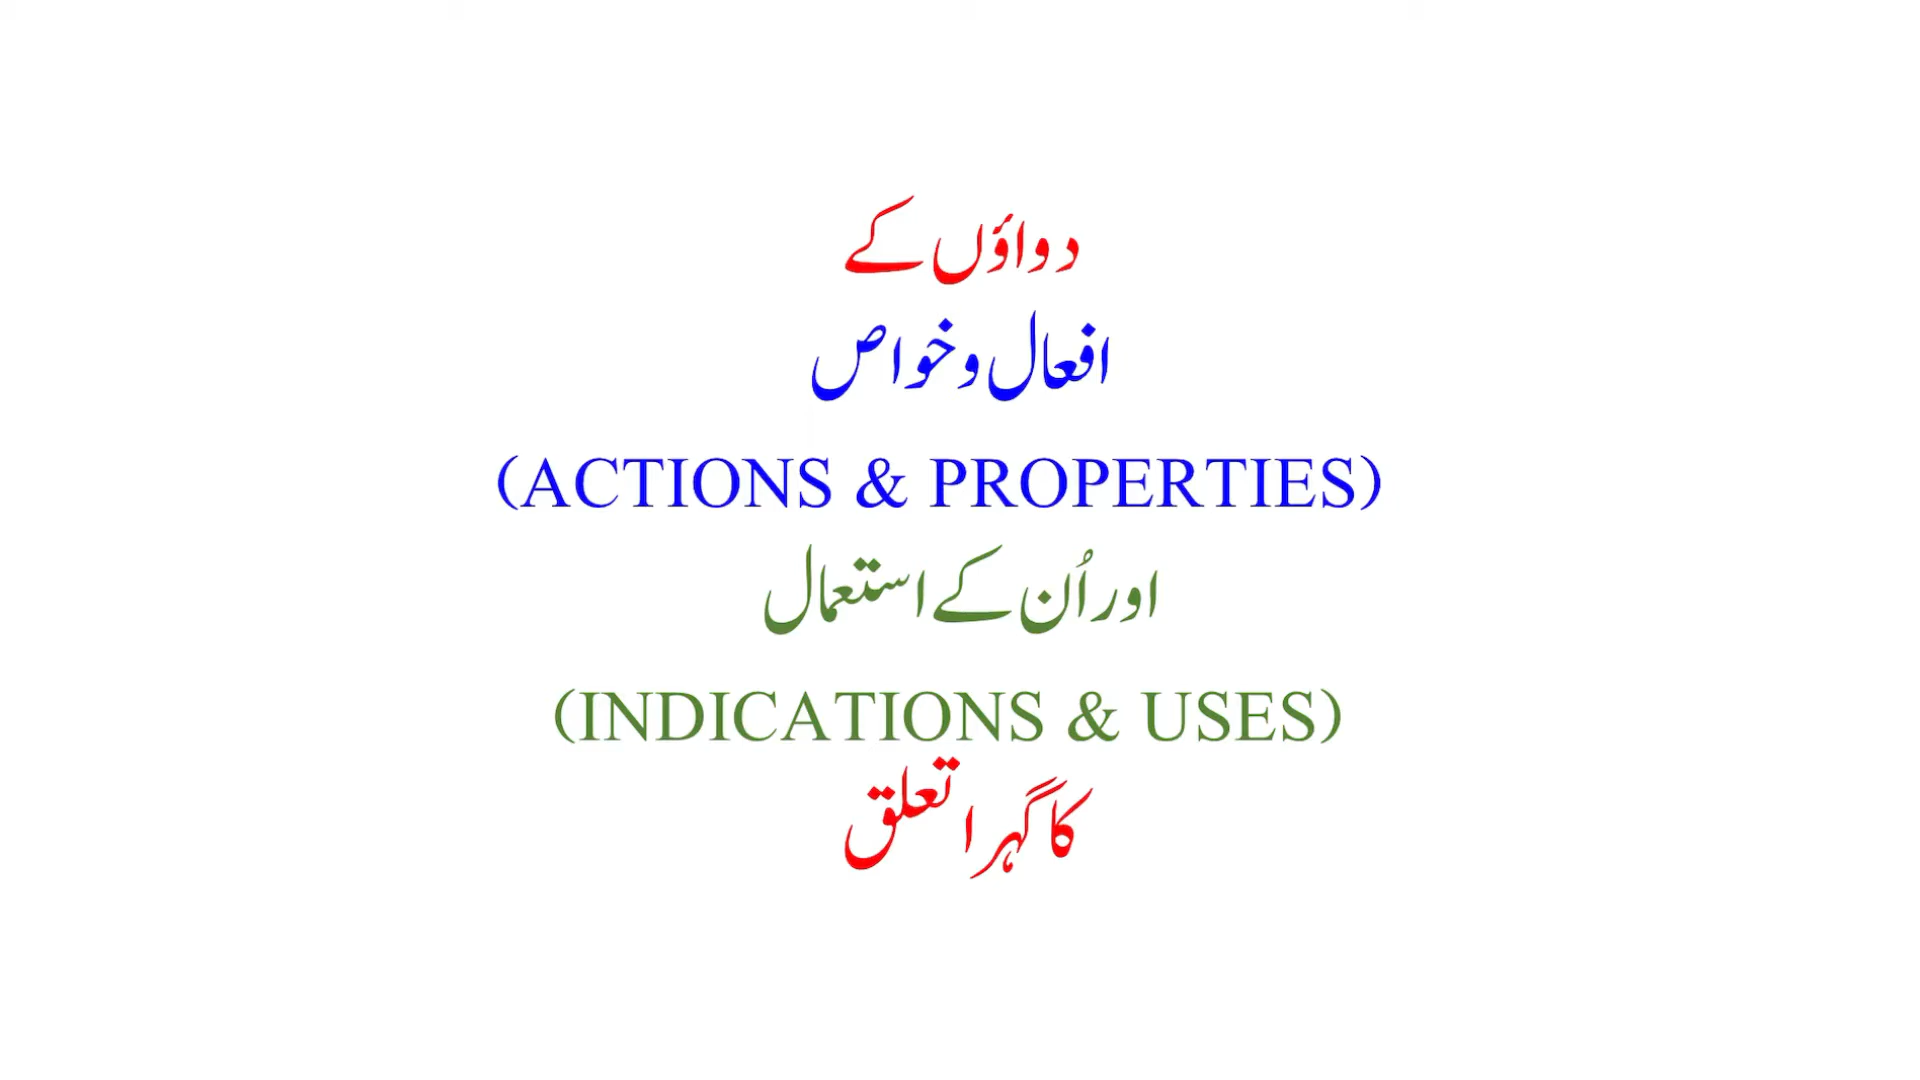 دواؤں کے
افعال و خواص
(ACTIONS & PROPERTIES)
اور اُن کے استعمال
(INDICATIONS & USES)
کا گہرا تعلق